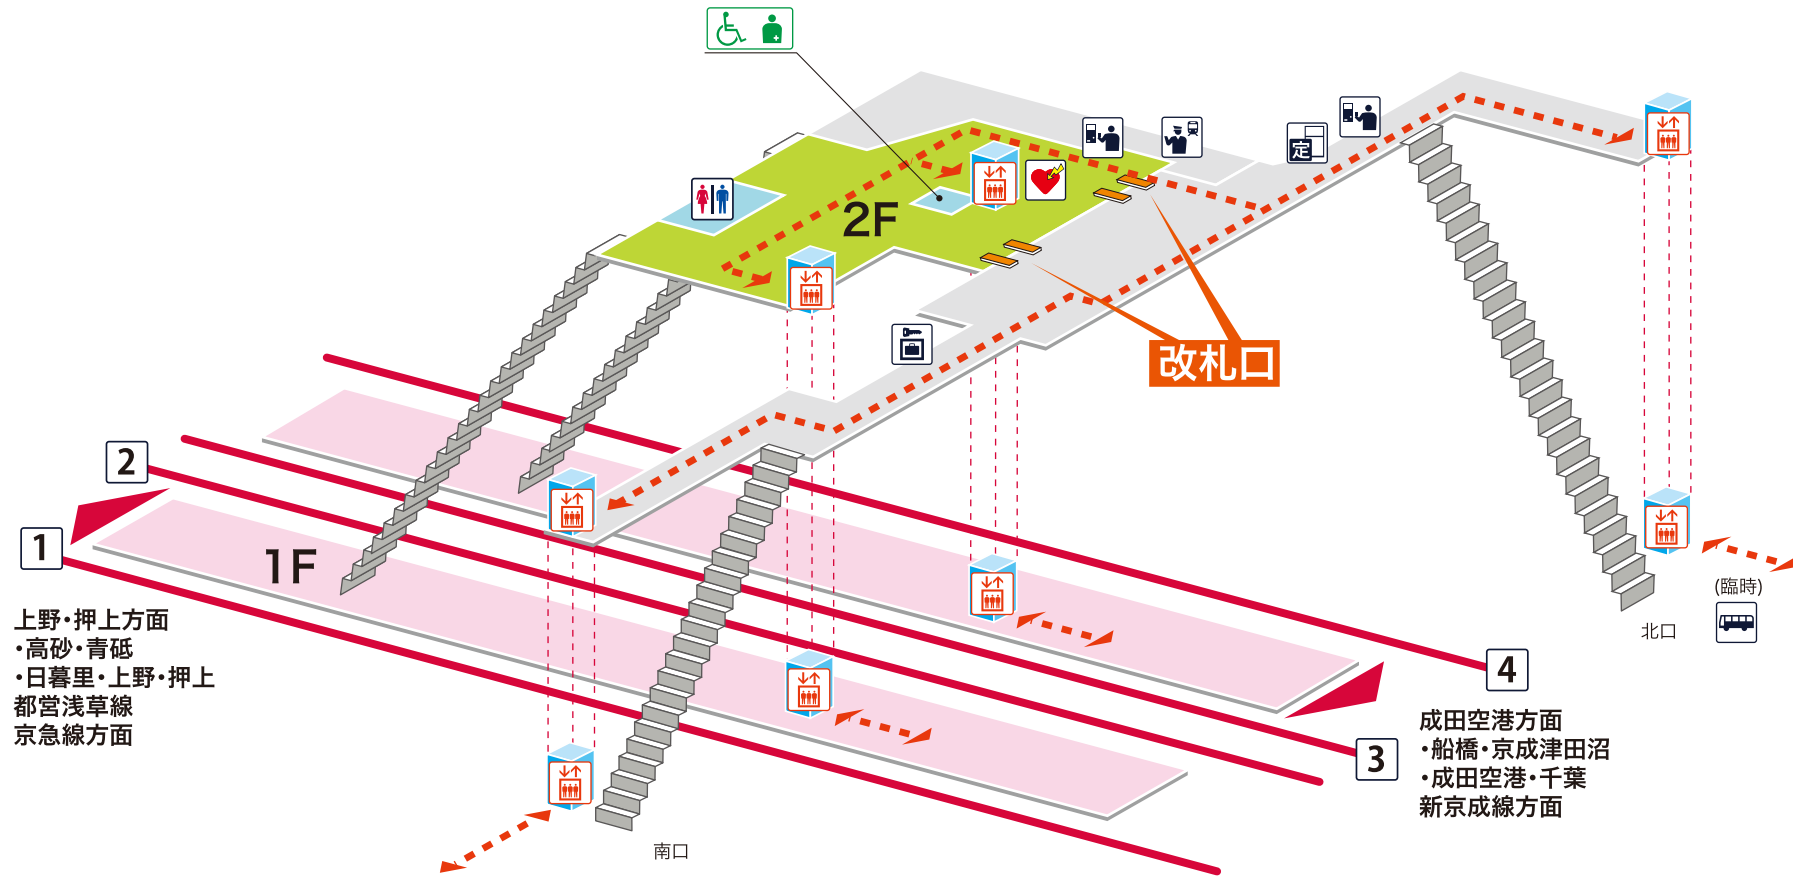 2F
定
改札口
2
1
1F
上野・押上方面
・高砂・青砥
・日暮里・上野・押上
都営浅草線
京急線方面
(臨時)
北口
4
3
成田空港方面
・船橋・京成津田沼
・成田空港・千葉
新京成線方面
南口